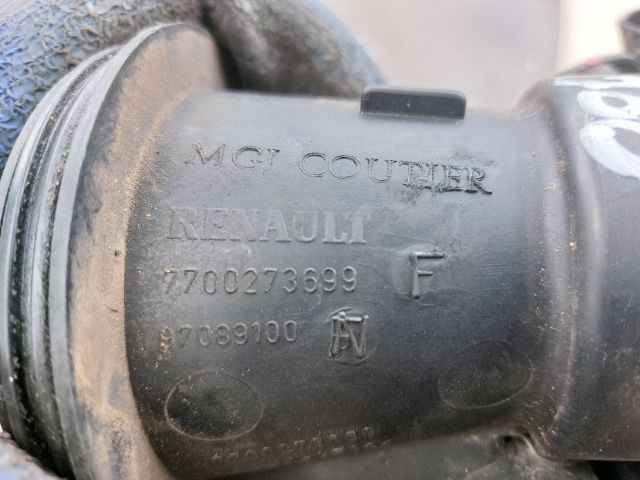 MGI COUTIER
RENAULT
7700273699 F
97089100